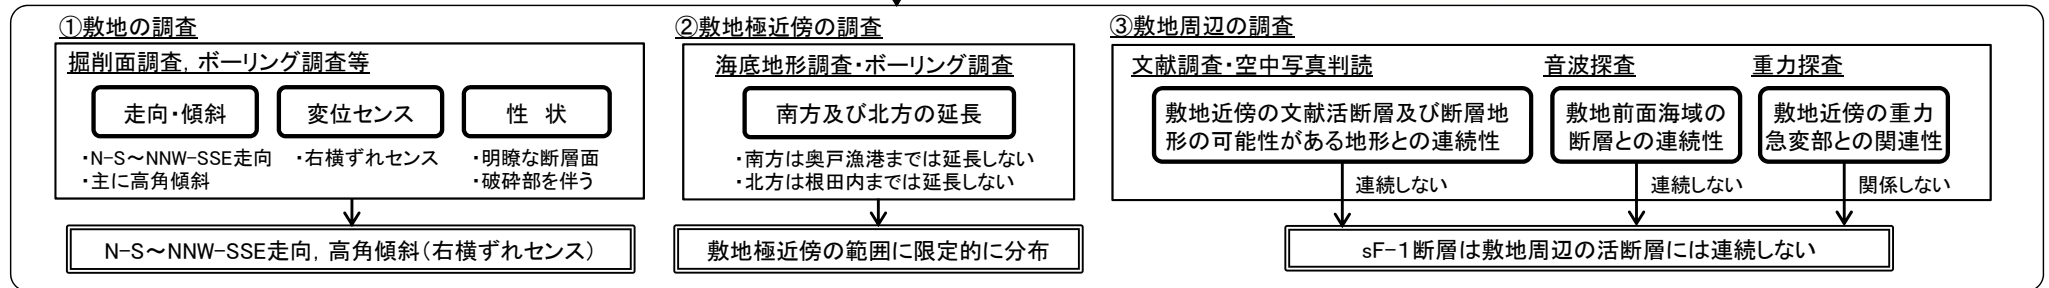 ①敷地の調査
掘削面調査，ボーリング調査等
走向・傾斜
・N-S～NNW-SSE走向
・主に高角傾斜
変位センス
・右横ずれセンス
性　状
・明瞭な断層面
・破砕部を伴う
N-S～NNW-SSE走向，高角傾斜（右横ずれセンス）
②敷地極近傍の調査
海底地形調査・ボーリング調査
南方及び北方の延長
・南方は奥戸漁港までは延長しない
・北方は根田内までは延長しない
敷地極近傍の範囲に限定的に分布
③敷地周辺の調査
文献調査・空中写真判読
敷地近傍の文献活断層及び断層地
形の可能性がある地形との連続性
連続しない
音波探査
敷地前面海域の
断層との連続性
連続しない
重力探査
敷地近傍の重力
急変部との関連性
関係しない
sF-1断層は敷地周辺の活断層には連続しない